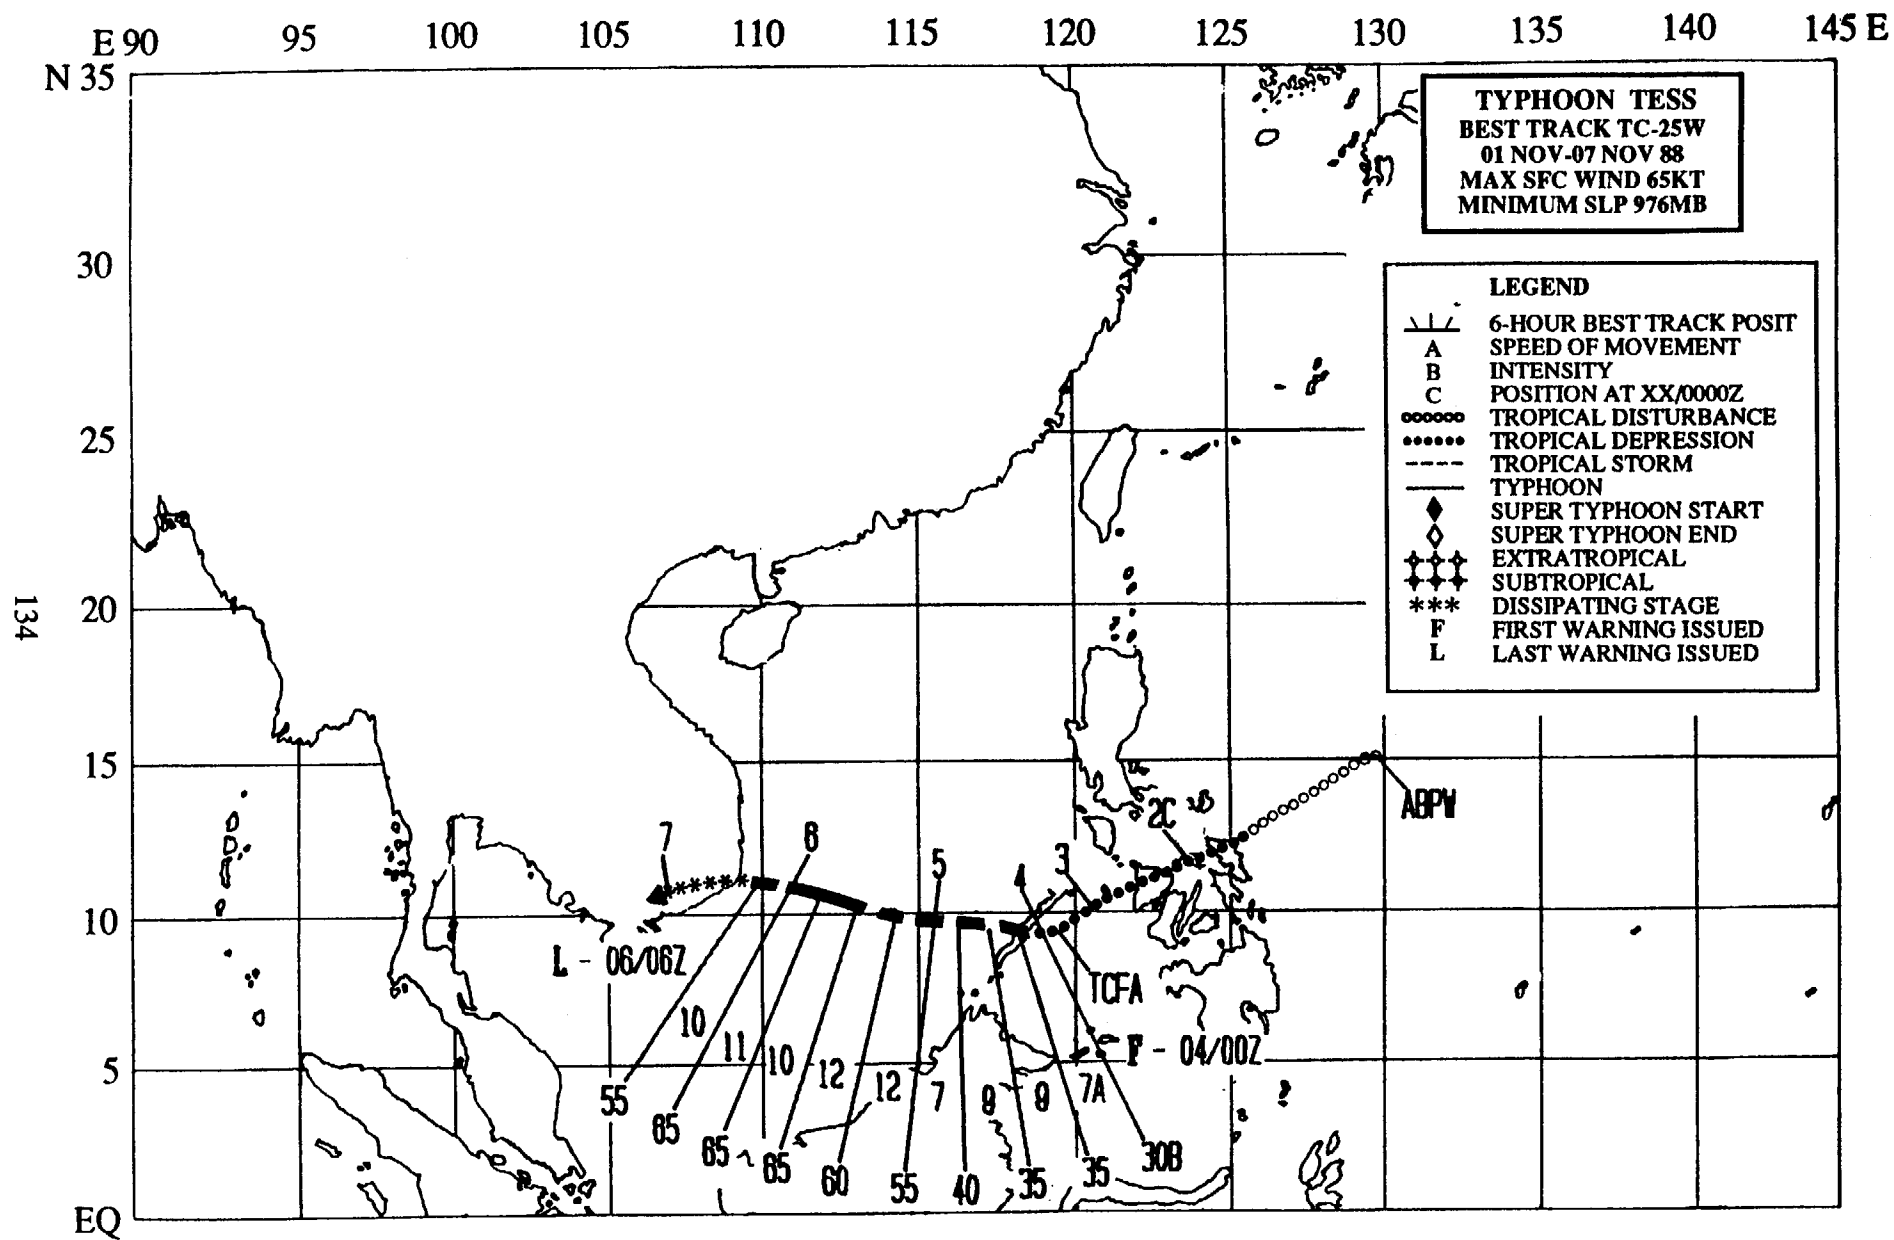 E 90 95 100 105 110 115 120 125 130 135 140 145 E
N 35
30
25
20
15
10
5
EQ
134
TYPHOON TESS
BEST TRACK TC-25W
01 NOV-07 NOV 88
MAX SFC WIND 65KT
MINIMUM SLP 976MB
LEGEND
6-HOUR BEST TRACK POSIT
A SPEED OF MOVEMENT
B INTENSITY
C POSITION AT XX/0000Z
TROPICAL DISTURBANCE
TROPICAL DEPRESSION
TROPICAL STORM
TYPHOON
SUPER TYPHOON START
SUPER TYPHOON END
EXTRATROPICAL
SUBTROPICAL
*** DISSIPATING STAGE
F FIRST WARNING ISSUED
L LAST WARNING ISSUED
ABPW
2C
3
4
5
6
7
TCFA
L - 06/06Z
F - 04/00Z
10 11 10 12 12 7 9 9 7A
55 65 65 65 60 55 40 35 35 30B